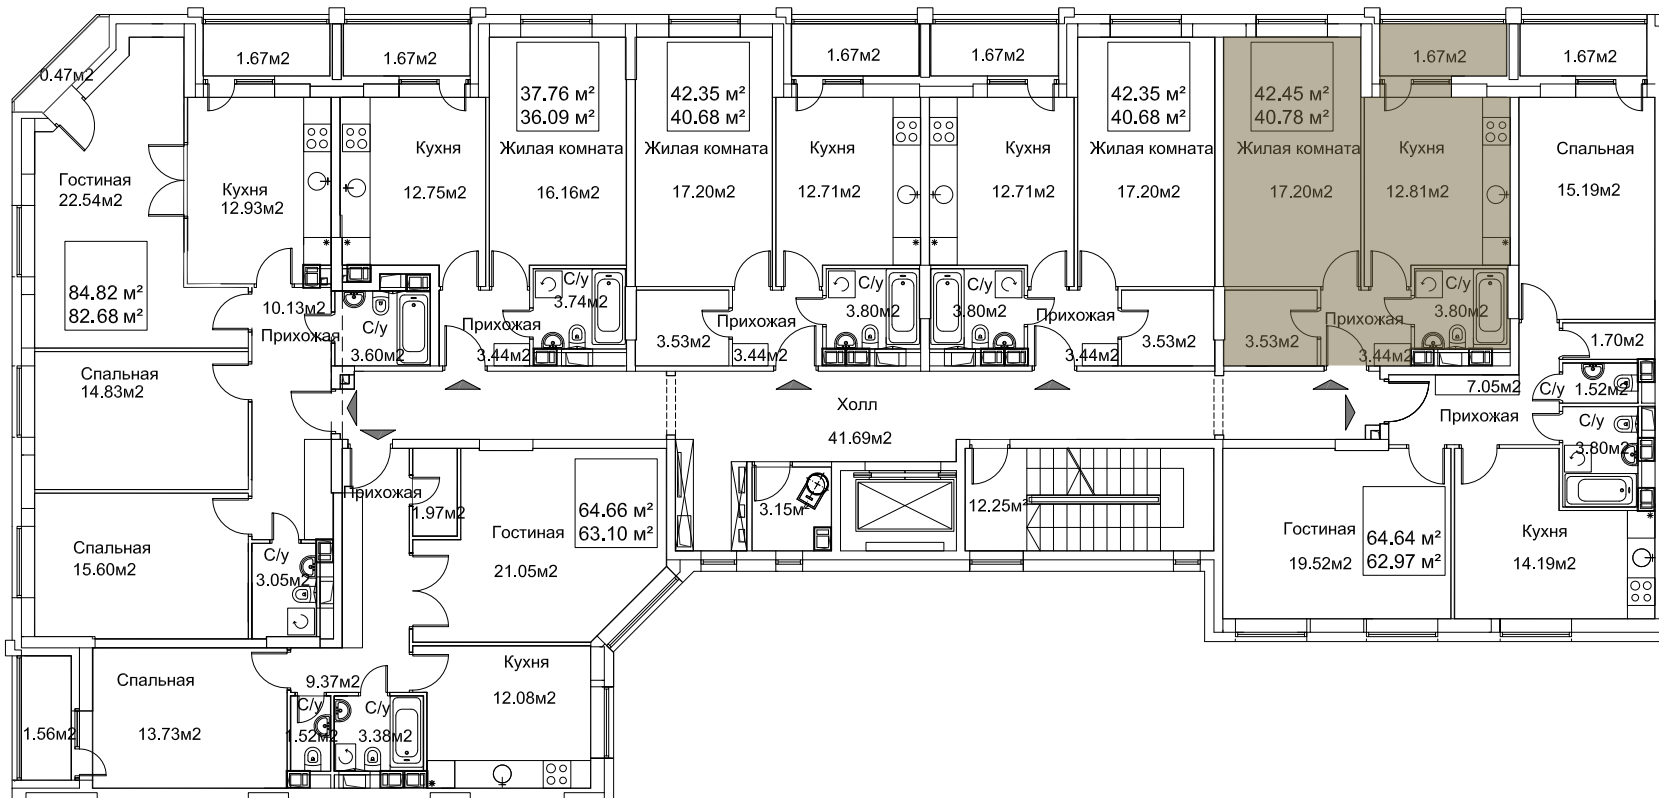 0.47м2
1.67м2
1.67м2
37.76 м²
36.09 м²
42.35 м²
40.68 м²
1.67м2
1.67м2
42.35 м²
40.68 м²
42.45 м²
40.78 м²
1.67м2
1.67м2
Гостиная
22.54м2
Кухня
12.93м2
Кухня
12.75м2
Жилая комната
16.16м2
Жилая комната
17.20м2
Кухня
12.71м2
Кухня
12.71м2
Жилая комната
17.20м2
Жилая комната
17.20м2
Кухня
12.81м2
Спальная
15.19м2
84.82 м²
82.68 м²
10.13м2
Прихожая
С/у
3.60м2
Прихожая
3.44м2
С/у
3.74м2
3.53м2
Прихожая
3.44м2
С/у
3.80м2
С/у
3.80м2
Прихожая
3.44м2
3.53м2
3.53м2
Прихожая
3.44м2
С/у
3.80м2
1.70м2
Спальная
14.83м2
Холл
41.69м2
7.05м2
Прихожая
С/у
1.52м2
С/у
3.80м2
Прихожая
1.97м2
Гостиная
21.05м2
64.66 м²
63.10 м²
3.15м²
12.25м²
Гостиная
19.52м2
64.64 м²
62.97 м²
Кухня
14.19м2
Спальная
15.60м2
С/у
3.05м2
Спальная
13.73м2
1.56м2
9.37м2
С/у
1.52м2
С/у
3.38м2
Кухня
12.08м2